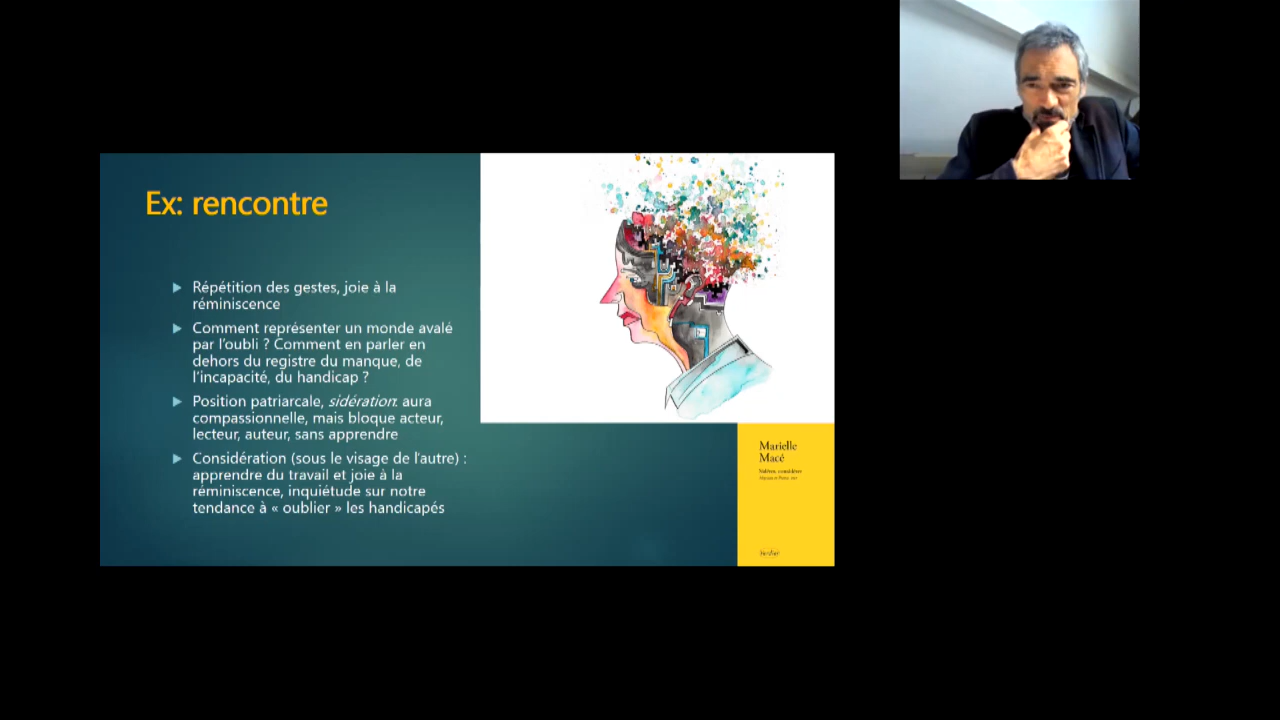 Ex: rencontre
Répétition des gestes, joie à la
réminiscence
Comment représenter un monde avalé
par l'oubli ? Comment en parler en
dehors du registre du manque, de
l'incapacité, du handicap ?
Position patriarcale, sidération: aura
compassionnelle, mais bloque acteur,
lecteur, auteur, sans apprendre
Considération (sous le visage de l'autre) :
apprendre du travail et joie à la
réminiscence, inquiétude sur notre
tendance à « oublier » les handicapés
Marielle
Macé
Sidérer, considérer
Verdier